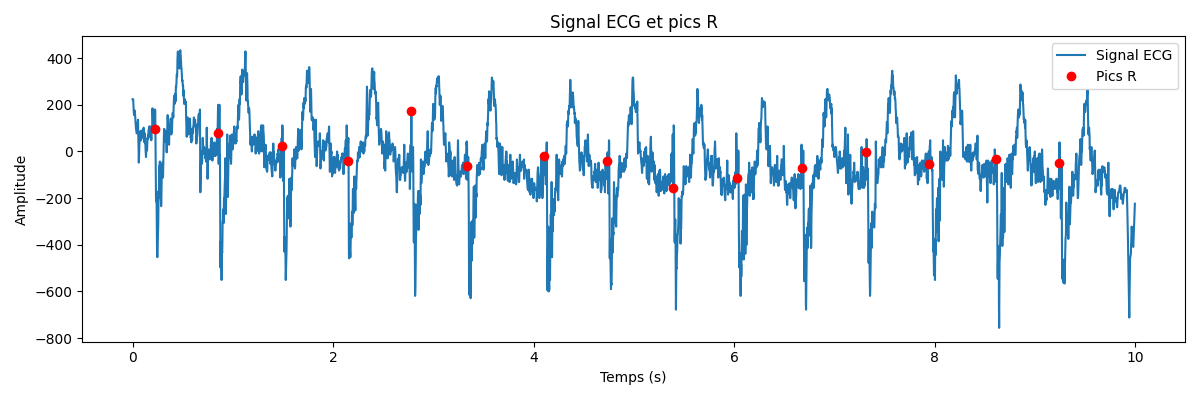 Signal ECG et pics R
Signal ECG
Pics R
Amplitude
400
200
0
−200
−400
−600
−800
0 2 4 6 8 10
Temps (s)